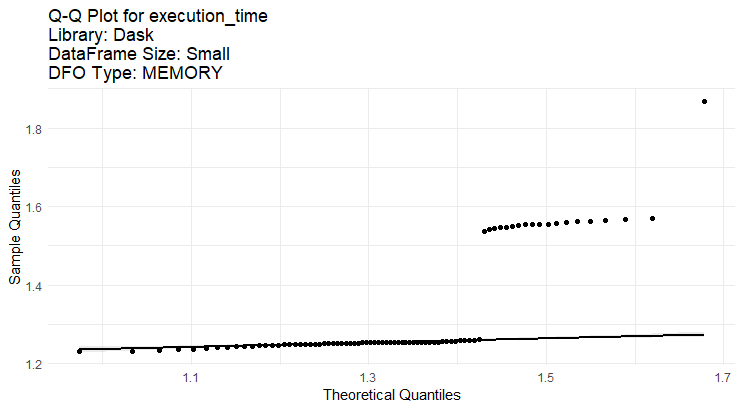 Q-Q Plot for execution_time
Library: Dask
DataFrame Size: Small
DFO Type: MEMORY
Sample Quantiles
1.8
1.6
1.4
1.2
1.1
1.3
1.5
1.7
Theoretical Quantiles